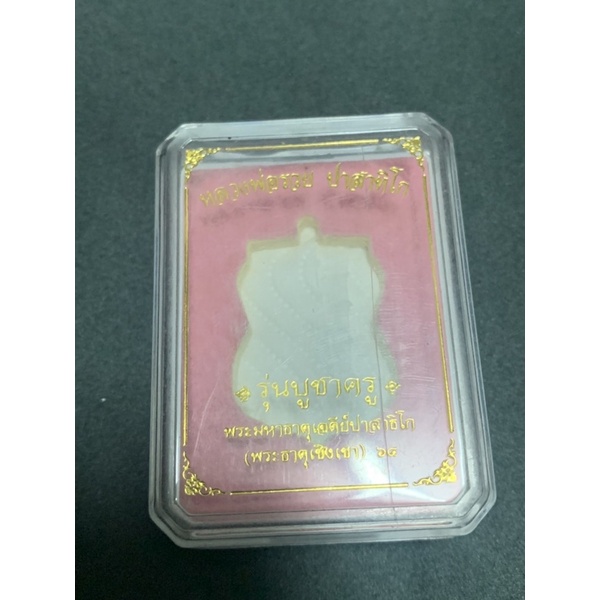 หลวงพ่อรวย ปาสาทิโก
รุ่นบูชาครู
พระมหาธาตุเจดีย์ปาสาทิโก
(พระธาตุเชิงเขา) ๖๔